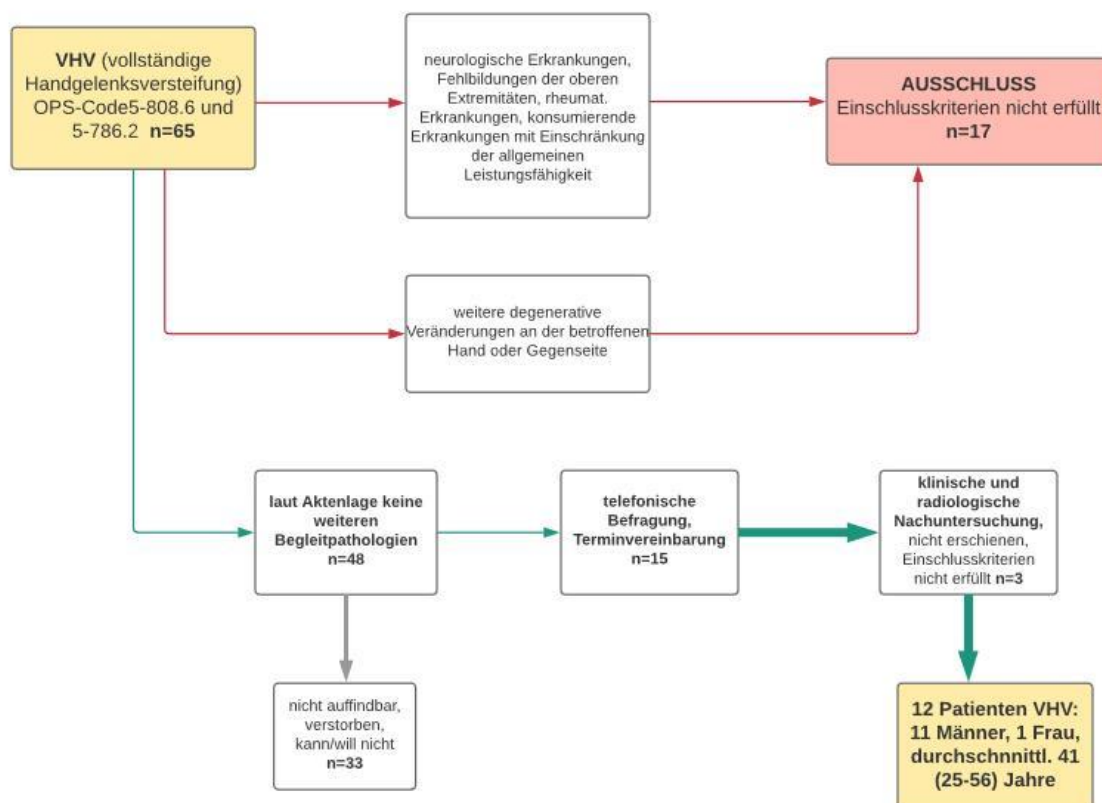 VHV (vollständige
Handgelenksversteifung)
OPS-Code5-808.6 und
5-786.2 n=65
neurologische Erkrankungen,
Fehlbildungen der oberen
Extremitäten, rheumat.
Erkrankungen, konsumierende
Erkrankungen mit Einschränkung
der allgemeinen
Leistungsfähigkeit
AUSSCHLUSS
Einschlusskriterien nicht erfüllt
n=17
weitere degenerative
Veränderungen an der betroffenen
Hand oder Gegenseite
laut Aktenlage keine
weiteren
Begleitpathologien
n=48
telefonische
Befragung,
Terminvereinbarung
n=15
klinische und
radiologische
Nachuntersuchung,
nicht erschienen,
Einschlusskriterien
nicht erfüllt n=3
nicht auffindbar,
verstorben,
kann/will nicht
n=33
12 Patienten VHV:
11 Männer, 1 Frau,
durchschnnittl. 41
(25-56) Jahre